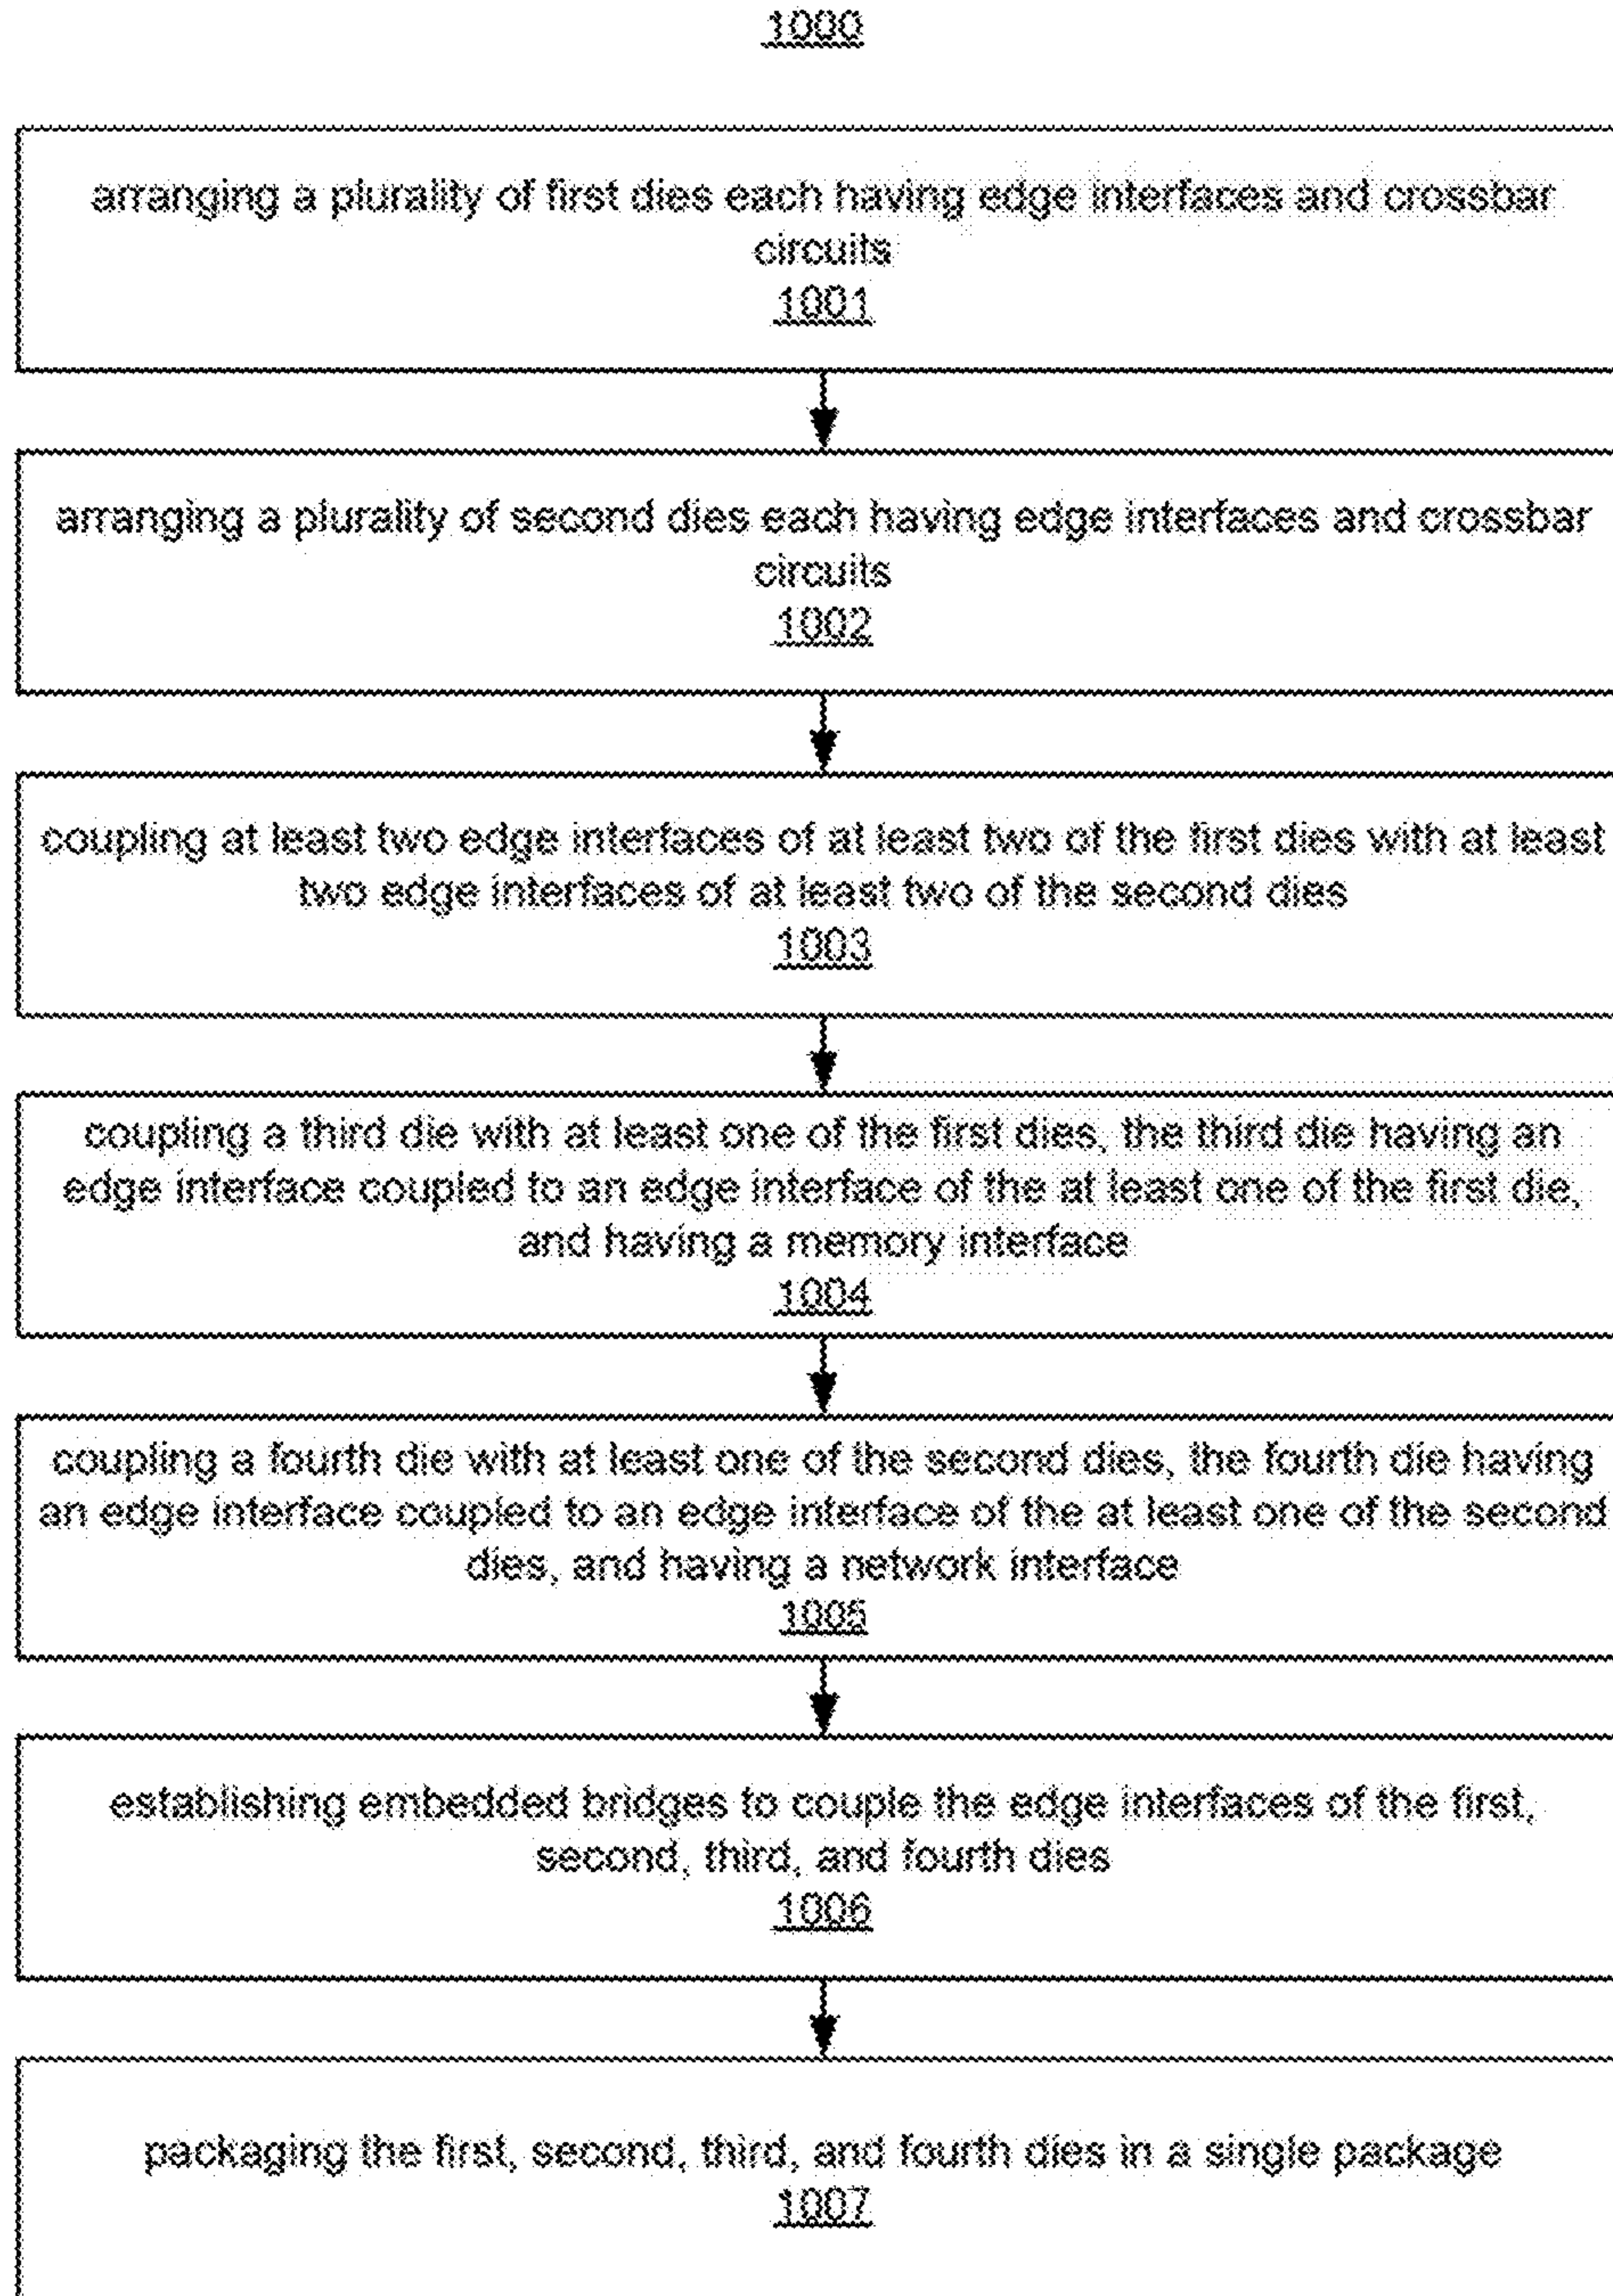 1000
arranging a plurality of first dies each having edge interfaces and crossbar
circuits
1001
arranging a plurality of second dies each having edge interfaces and crossbar
circuits
1002
coupling at least two edge interfaces of at least two of the first dies with at least
two edge interfaces of at least two of the second dies
1003
coupling a third die with at least one of the first dies, the third die having an
edge interface coupled to an edge interface of the at least one of the first die,
and having a memory interface
1004
coupling a fourth die with at least one of the second dies, the fourth die having
an edge interface coupled to an edge interface of the at least one of the second
dies, and having a network interface
1005
establishing embedded bridges to couple the edge interfaces of the first,
second, third, and fourth dies
1006
packaging the first, second, third, and fourth dies in a single package
1007